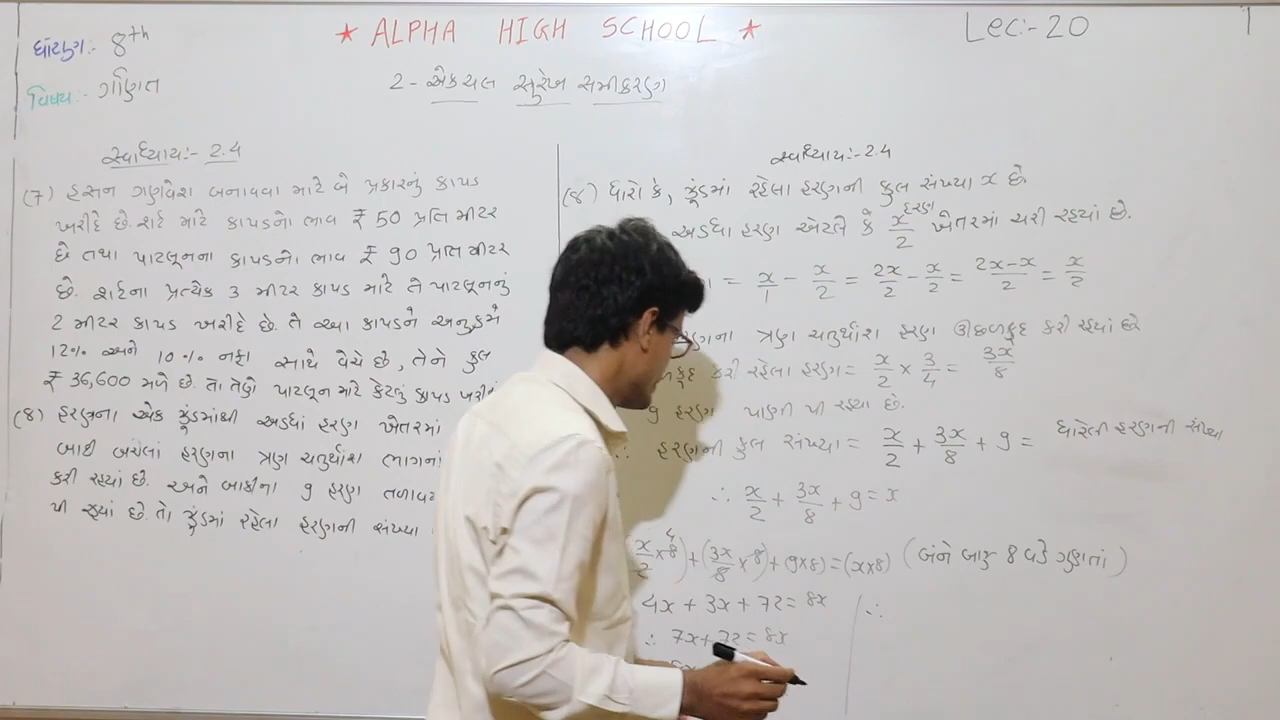 ધોરણ:- 8th
★ ALPHA HIGH SCHOOL ★
Lec:-20
વિષય:- ગણિત
2-એકચલ સુરેખ સમીકરણ
સ્વાધ્યાય:- 2.4
(7) હસન ગણવેશ બનાવવા માટે બે પ્રકારનું કાપડ
ખરીદે છે. શર્ટ માટે કાપડનો ભાવ ₹ 50 પ્રતિ મીટર
છે તથા પાટલૂનના કાપડનો ભાવ ₹ 90 પ્રતિ મીટર
છે. શર્ટના પ્રત્યેક 3 મીટર કાપડ માટે તે પાટલૂનનું
2 મીટર કાપડ ખરીદે છે. તે આ કાપડને અનુક્રમે
12% અને 10% નફા સાથે વેચે છે, તેને કુલ
₹ 36,600 મળે છે. તો તેણે પાટલૂન માટે કેટલું કાપડ
(8) હરણના એક ઝુંડમાંથી અડધાં હરણ ખેતરમાં
બાકી બચેલાં હરણના ત્રણ ચતુર્થાંશ ભાગનાં
કરી રહ્યાં છે. અને બાકીના 9 હરણ
પી રહ્યાં છે. તો ઝુંડમાં રહેલા હરણની સંખ્યા
સ્વાધ્યાય:-2.4
(8) ધારો કે, ઝુંડમાં રહેલા હરણની કુલ સંખ્યા x છે.
અડધા હરણ એટલે કે x/2 હરણ ખેતરમાં ચરી રહ્યાં છે.
= x/1 - x/2 = 2x/2 - x/2 = 2x-x/2 = x/2
ત્રણ ચતુર્થાંશ હરણ ઊછળકૂદ કરી રહ્યાં છે
કરી રહેલા હરણ = x/2 × 3/4 = 3x/8
9 હરણ પાણી પી રહ્યા છે.
∴ હરણની કુલ સંખ્યા = x/2 + 3x/8 + 9 = ધારેલી હરણની સંખ્યા
∴ x/2 + 3x/8 + 9 = x
(x/2 × 8 4) + (3x/8 × 8) + (9×8) = (x×8) (બંને બાજુ 8 વડે ગુણતાં)
4x + 3x + 72 = 8x
∴ 7x + 72 = 8x
∴